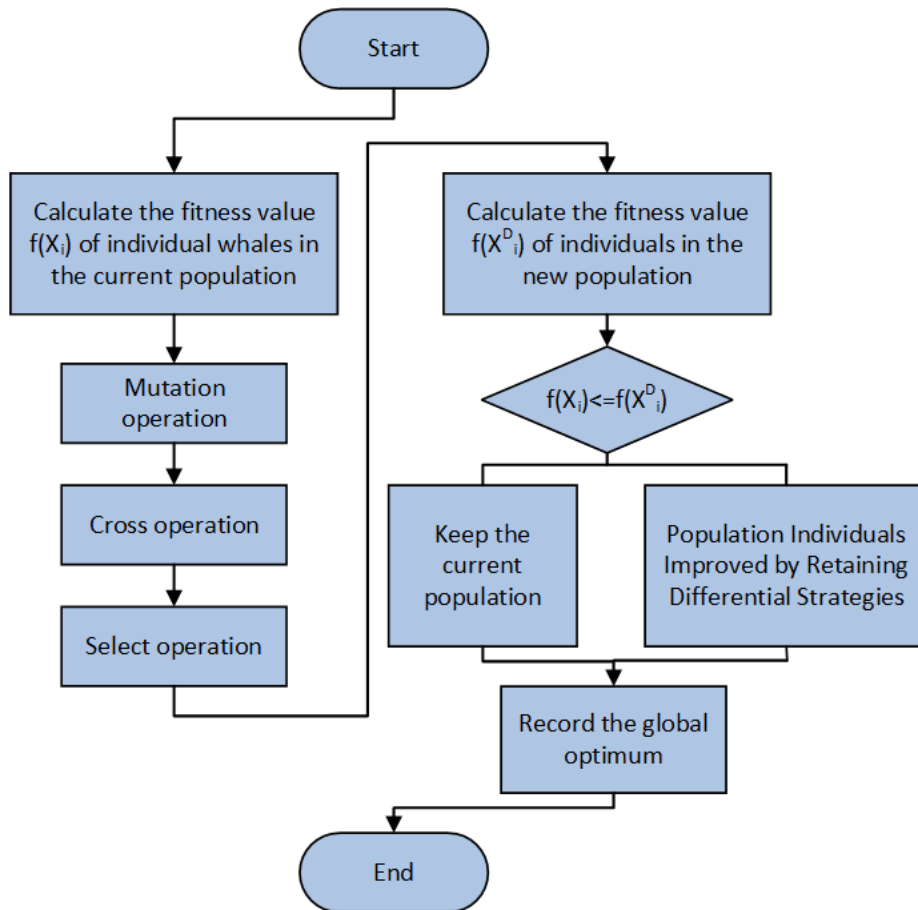 Start
Calculate the fitness value
f(Xᵢ) of individual whales in
the current population
Mutation
operation
Cross operation
Select operation
Calculate the fitness value
f(Xᴰᵢ) of individuals in the
new population
f(Xᵢ)<=f(Xᴰᵢ)
Keep the
current
population
Population Individuals
Improved by Retaining
Differential Strategies
Record the global
optimum
End